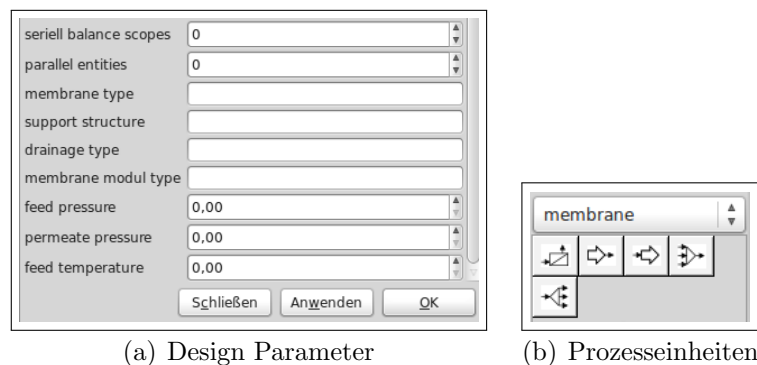 seriell balance scopes 0
parallel entities 0
membrane type
support structure
drainage type
membrane modul type
feed pressure 0,00
permeate pressure 0,00
feed temperature 0,00
Schließen Anwenden OK
(a) Design Parameter
membrane
(b) Prozesseinheiten